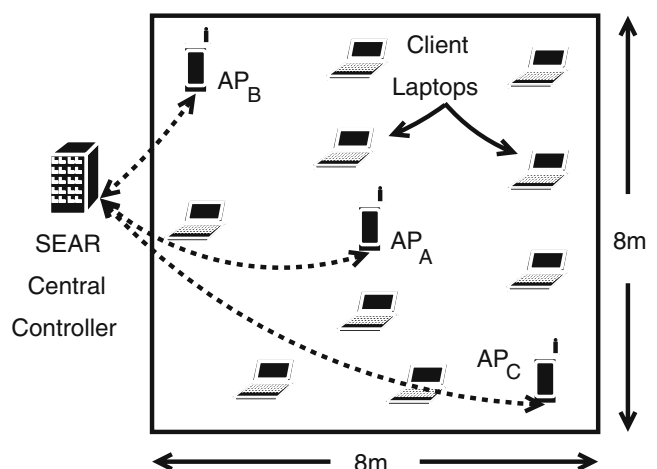 Client
Laptops
AP_B
SEAR
Central
Controller
AP_A
8m
AP_C
8m